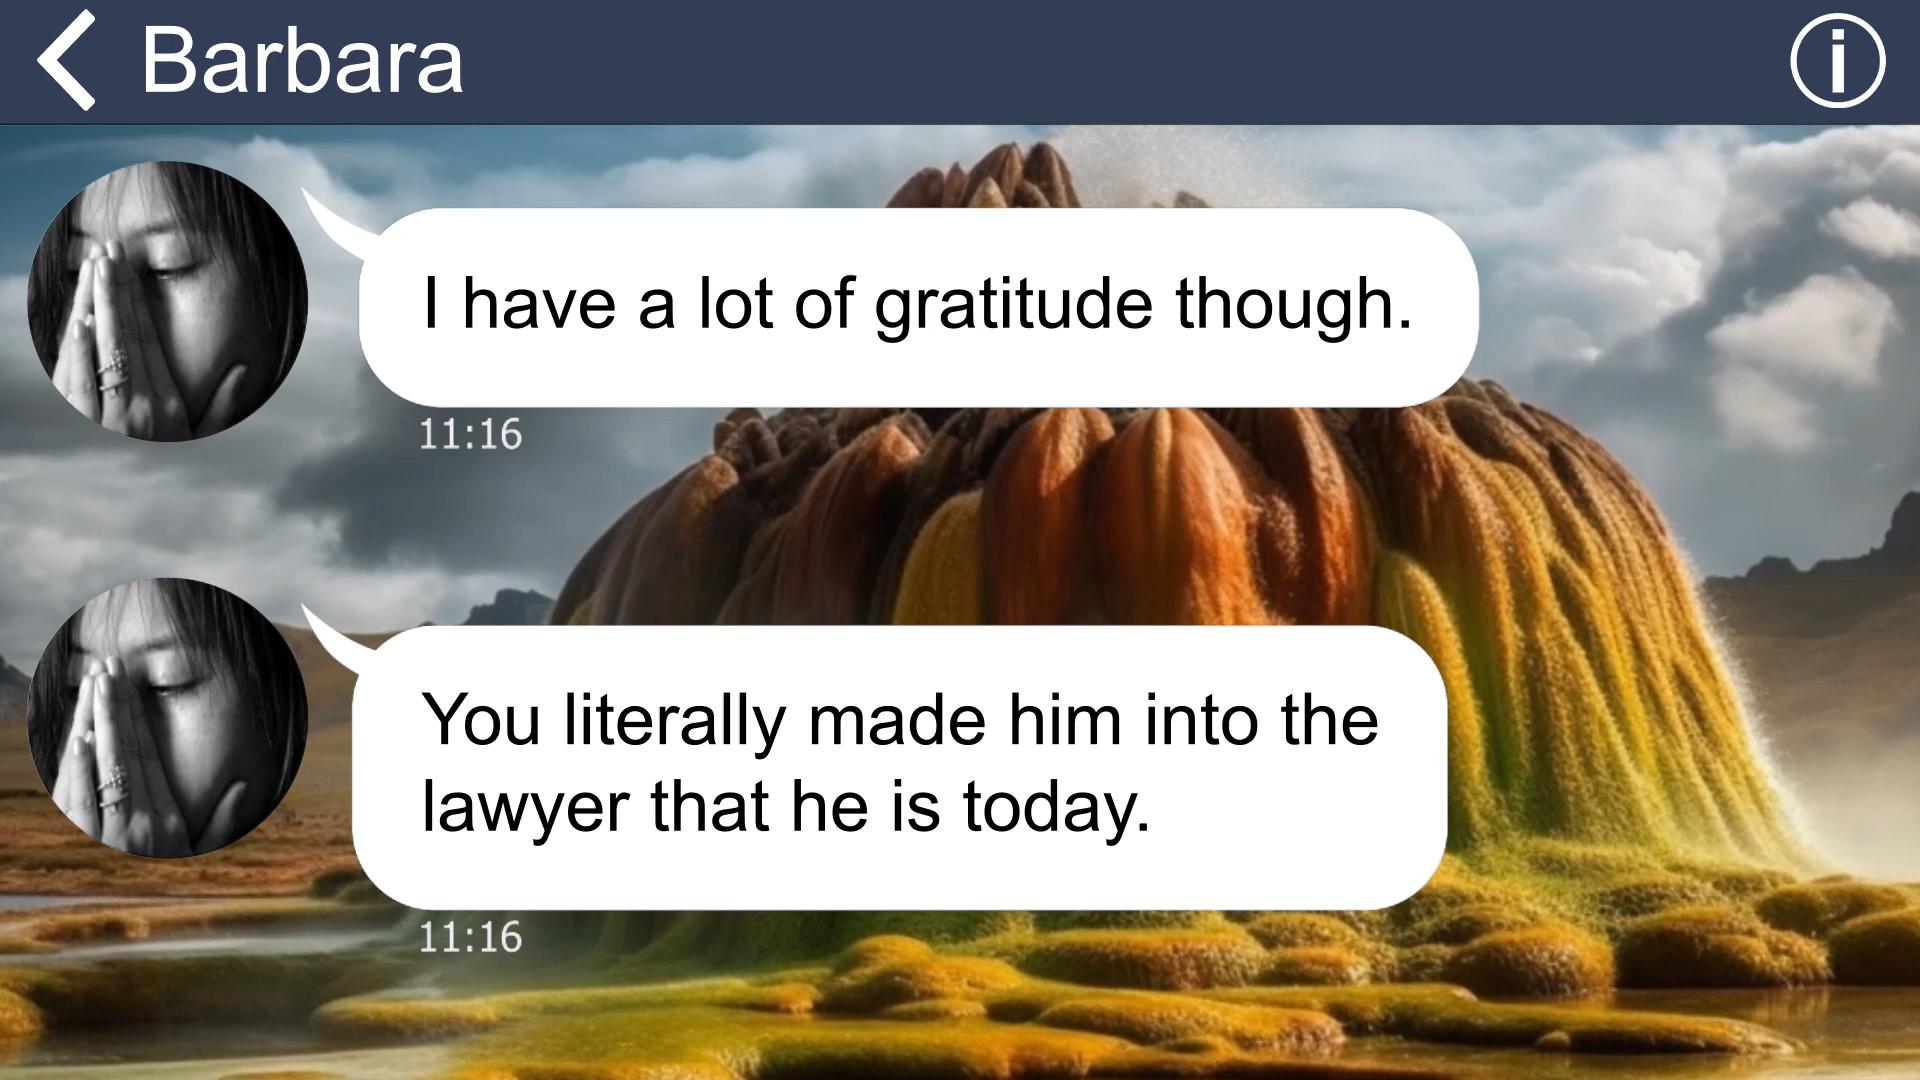 Barbara
I have a lot of gratitude though.
11:16
You literally made him into the
lawyer that he is today.
11:16